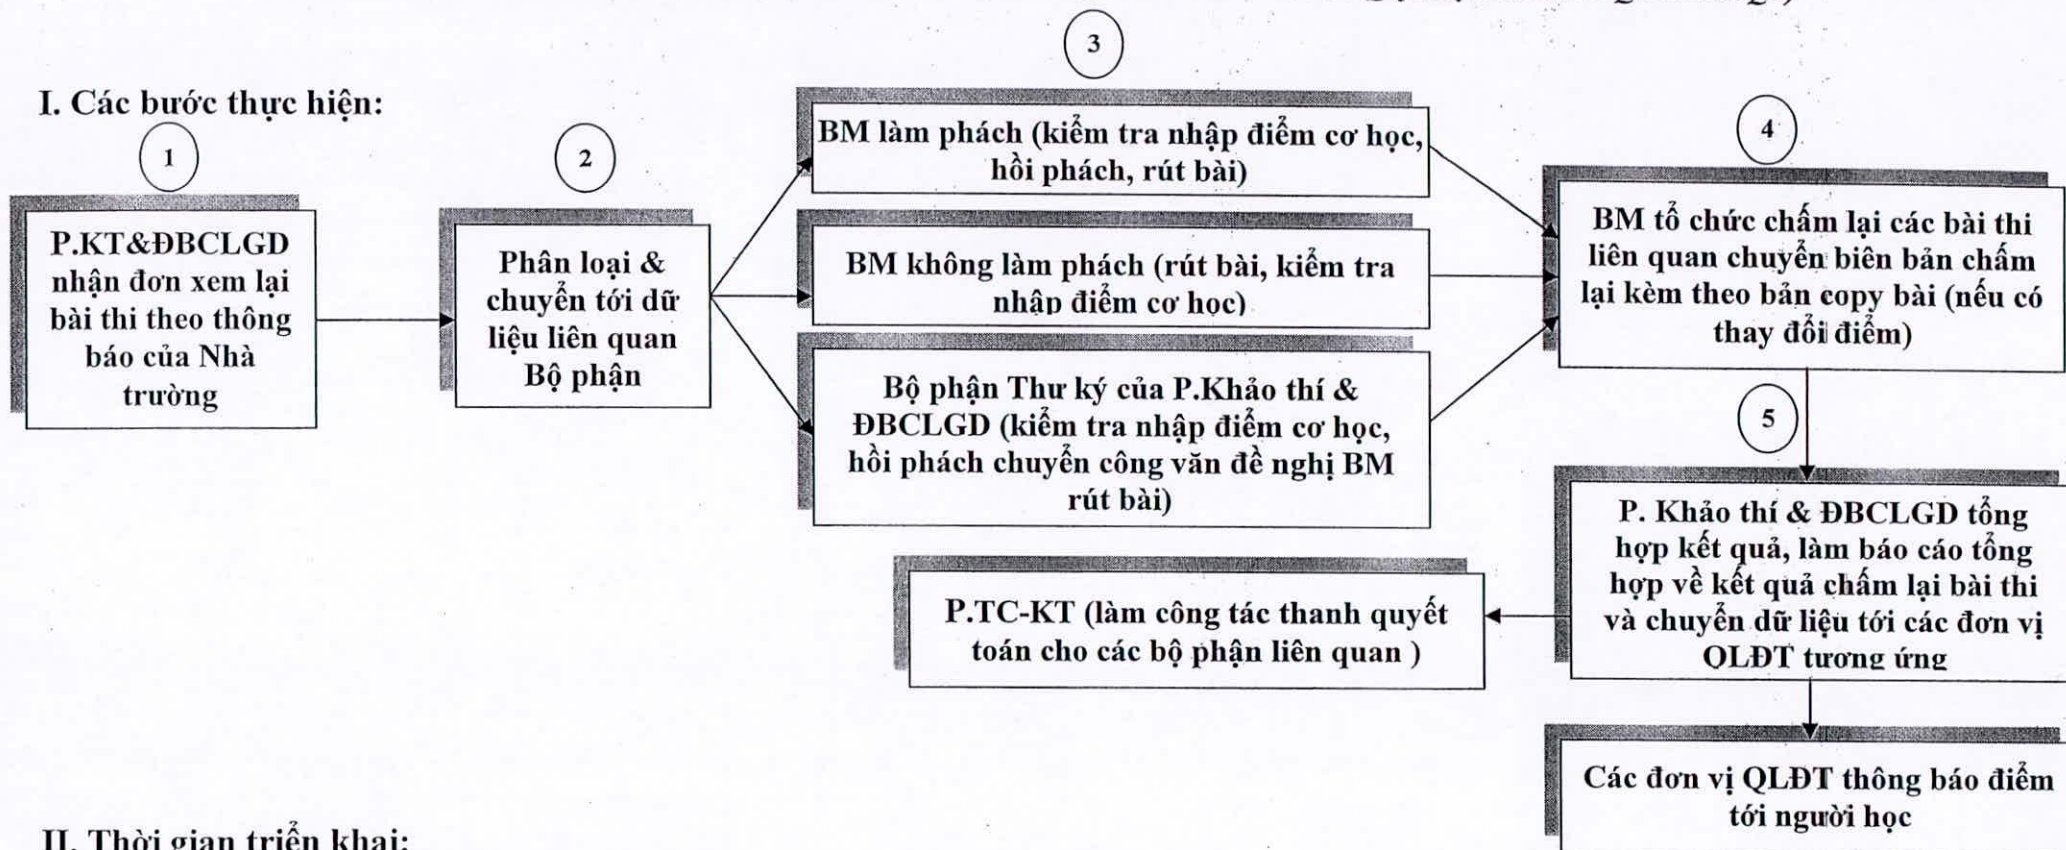 I. Các bước thực hiện:
1
P.KT&ĐBCLGD
nhận đơn xem lại
bài thi theo thông
báo của Nhà
trường
2
Phân loại &
chuyển tới dữ
liệu liên quan
Bộ phận
3
BM làm phách (kiểm tra nhập điểm cơ học,
hồi phách, rút bài)
BM không làm phách (rút bài, kiểm tra
nhập điểm cơ học)
Bộ phận Thư ký của P.Khảo thí &
ĐBCLGD (kiểm tra nhập điểm cơ học,
hồi phách chuyển công văn đề nghị BM
rút bài)
4
BM tổ chức chấm lại các bài thi
liên quan chuyển biên bản chấm
lại kèm theo bản copy bài (nếu có
thay đổi điểm)
5
P. Khảo thí & ĐBCLGD tổng
hợp kết quả, làm báo cáo tổng
hợp về kết quả chấm lại bài thi
và chuyển dữ liệu tới các đơn vị
QLĐT tương ứng
P.TC-KT (làm công tác thanh quyết
toán cho các bộ phận liên quan )
Các đơn vị QLĐT thông báo điểm
tới người học
II. Thời gian triển khai: